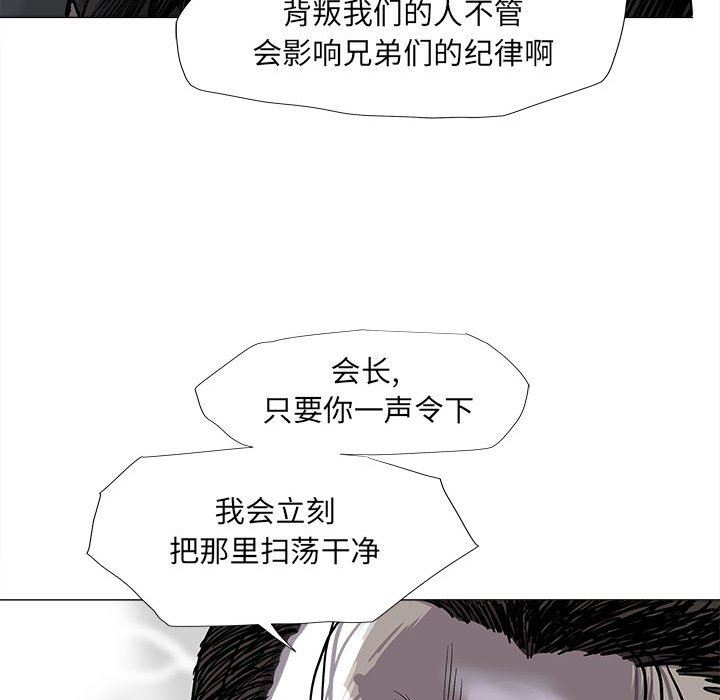 背叛我们的人不管
会影响兄弟们的纪律啊
会长,
只要你一声令下
我会立刻
把那里扫荡干净